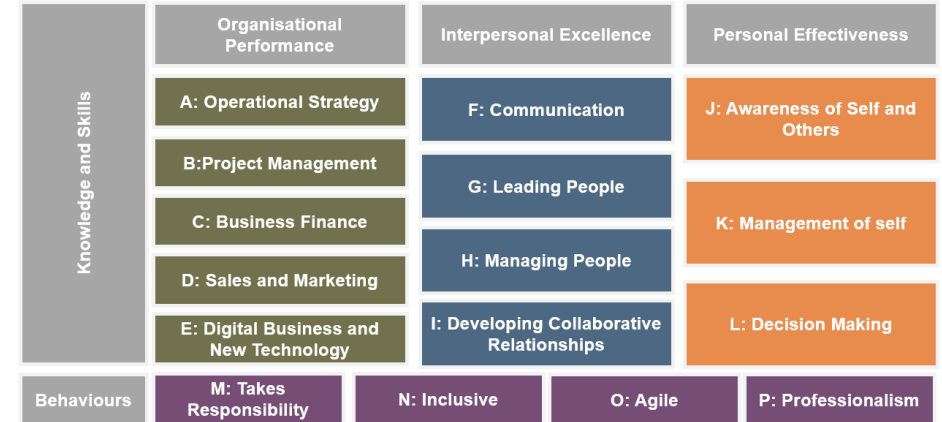 Knowledge and Skills
Organisational
Performance
A: Operational Strategy
B:Project Management
C: Business Finance
D: Sales and Marketing
E: Digital Business and
New Technology
Interpersonal Excellence
F: Communication
G: Leading People
H: Managing People
I: Developing Collaborative
Relationships
Personal Effectiveness
J: Awareness of Self and
Others
K: Management of self
L: Decision Making
Behaviours
M: Takes
Responsibility
N: Inclusive
O: Agile
P: Professionalism